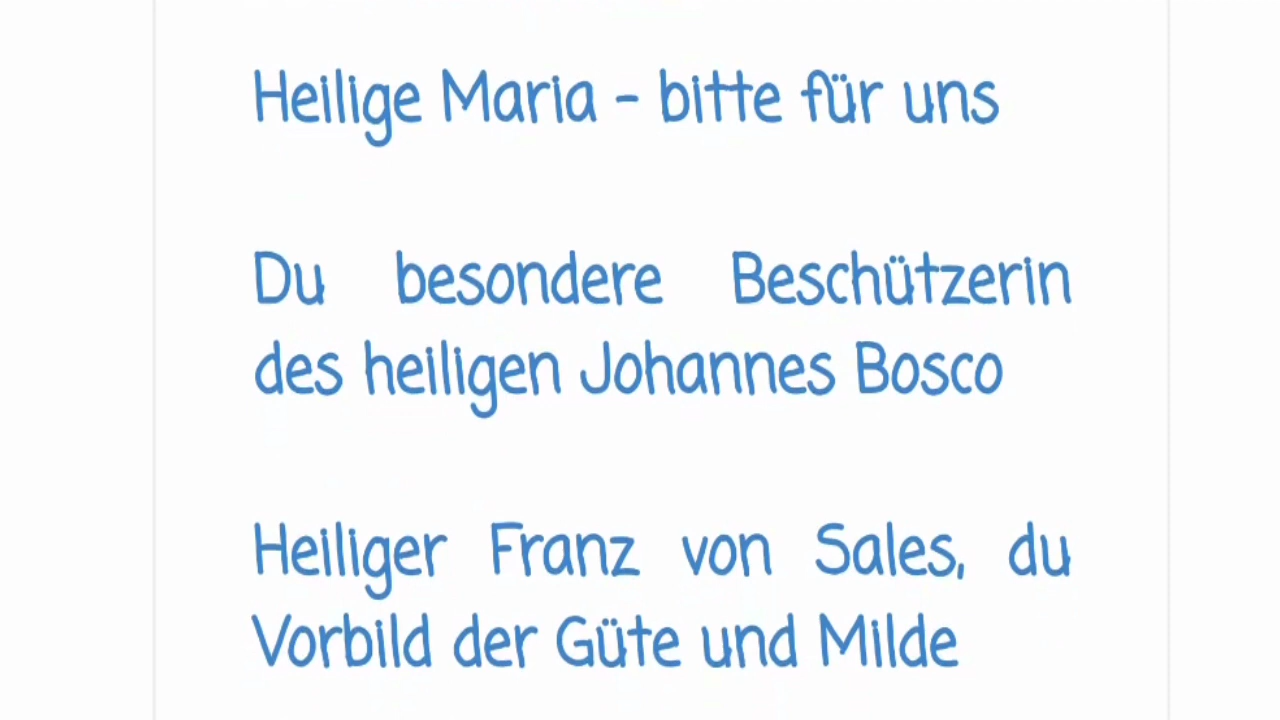 Heilige Maria - bitte für uns
Du besondere Beschützerin
des heiligen Johannes Bosco
Heiliger Franz von Sales, du
Vorbild der Güte und Milde